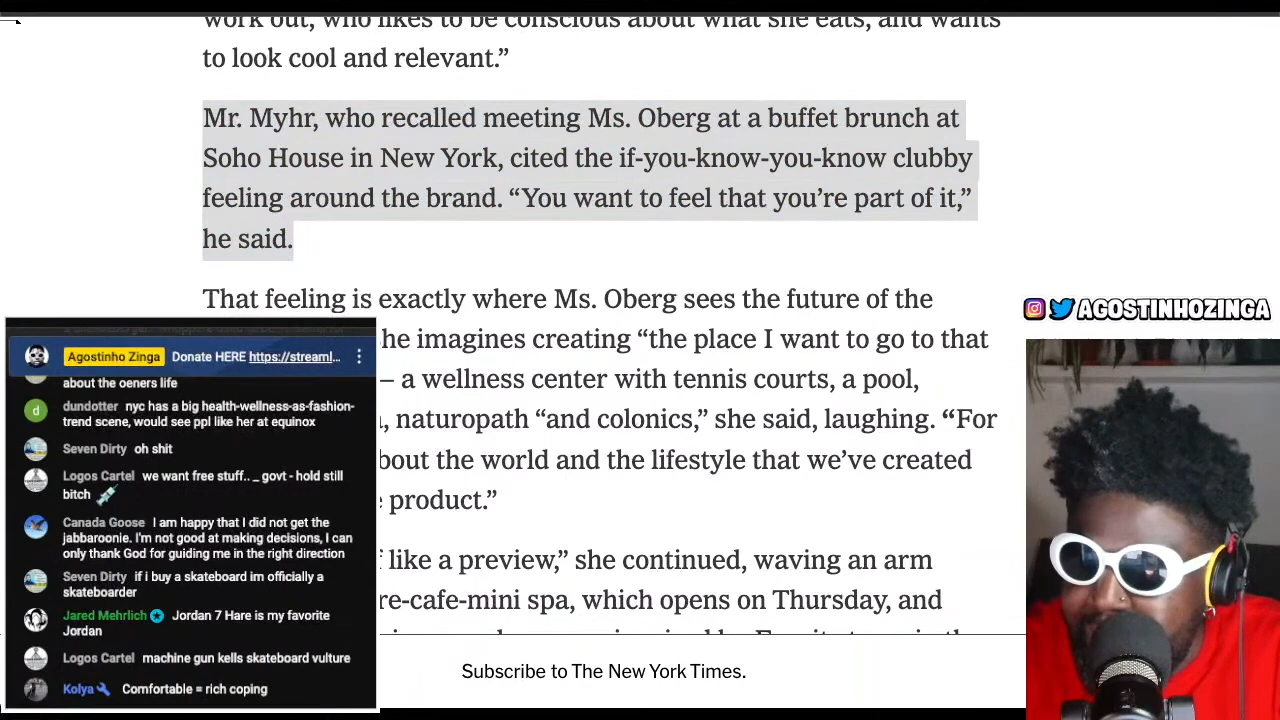 work out, who likes to be conscious about what she eats, and wants
to look cool and relevant.”
Mr. Myhr, who recalled meeting Ms. Oberg at a buffet brunch at
Soho House in New York, cited the if-you-know-you-know clubby
feeling around the brand. “You want to feel that you’re part of it,”
he said.
That feeling is exactly where Ms. Oberg sees the future of the
he imagines creating “the place I want to go to that
– a wellness center with tennis courts, a pool,
, naturopath “and colonics,” she said, laughing. “For
bout the world and the lifestyle that we’ve created
product.”
like a preview,” she continued, waving an arm
re-cafe-mini spa, which opens on Thursday, and
Subscribe to The New York Times.
AGOSTINHOZINGA
Agostinho Zinga Donate HERE https://streaml...
about the oeners life
d
dundotter nyc has a big health-wellness-as-fashion-
trend scene, would see ppl like her at equinox
Seven Dirty oh shit
Logos Cartel we want free stuff.. _ govt - hold still
bitch 💉
Canada Goose I am happy that I did not get the
jabbaroonie. I'm not good at making decisions, I can
only thank God for guiding me in the right direction
Seven Dirty if i buy a skateboard im officially a
skateboarder
Jared Mehrlich Jordan 7 Hare is my favorite
Jordan
Logos Cartel machine gun kells skateboard vulture
Kolya Comfortable = rich coping